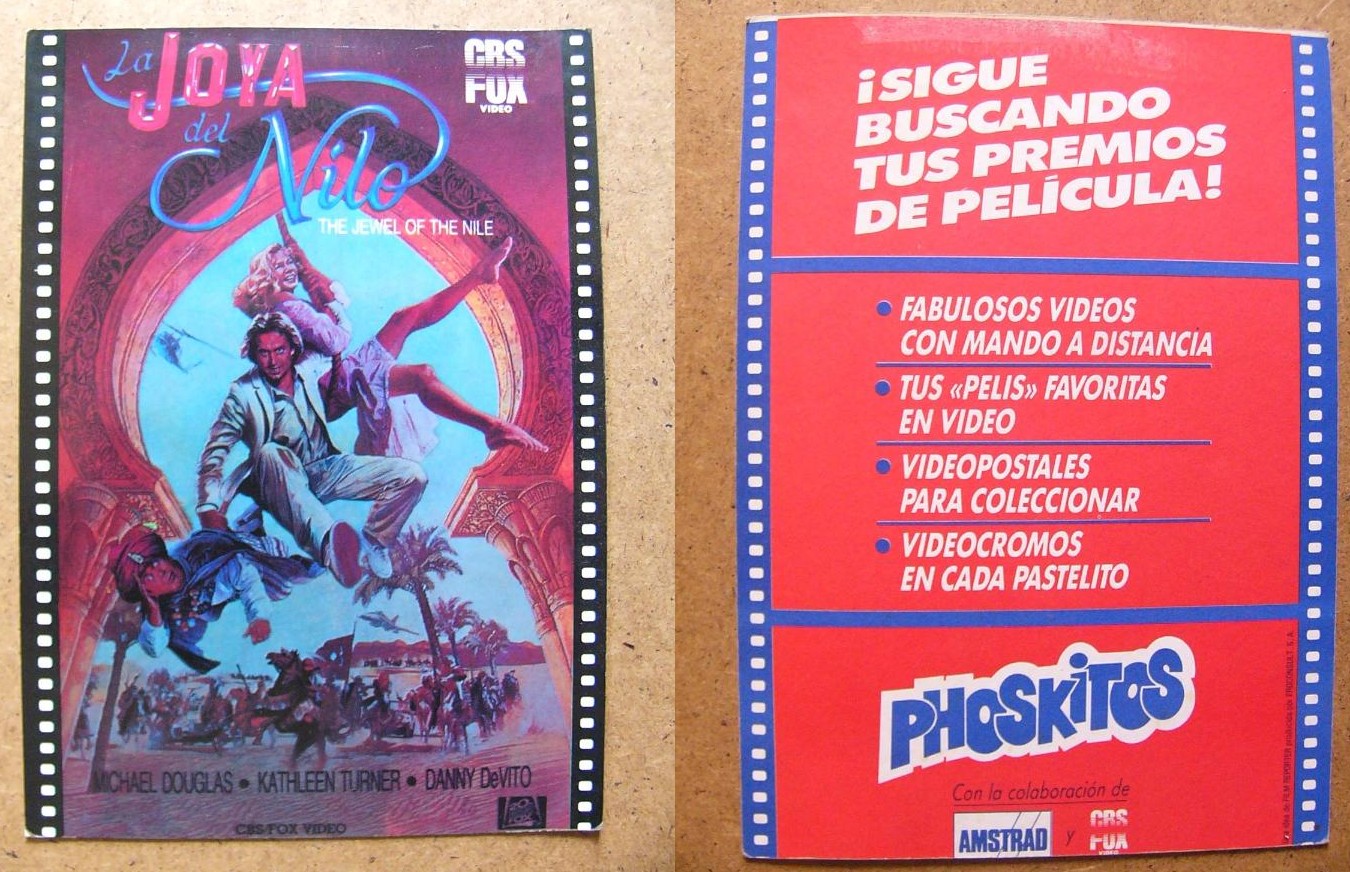 La JOYA
del Nilo
THE JEWEL OF THE NILE
CBS
FOX
VIDEO
MICHAEL DOUGLAS • KATHLEEN TURNER • DANNY DeVITO
CBS/FOX VIDEO
¡SIGUE
BUSCANDO
TUS PREMIOS
DE PELÍCULA!
• FABULOSOS VIDEOS
CON MANDO A DISTANCIA
• TUS «PELIS» FAVORITAS
EN VIDEO
• VIDEOPOSTALES
PARA COLECCIONAR
• VIDEOCROMOS
EN CADA PASTELITO
PHOSKITOS
Con la colaboración de
AMSTRAD y CBS
FOX
VIDEO